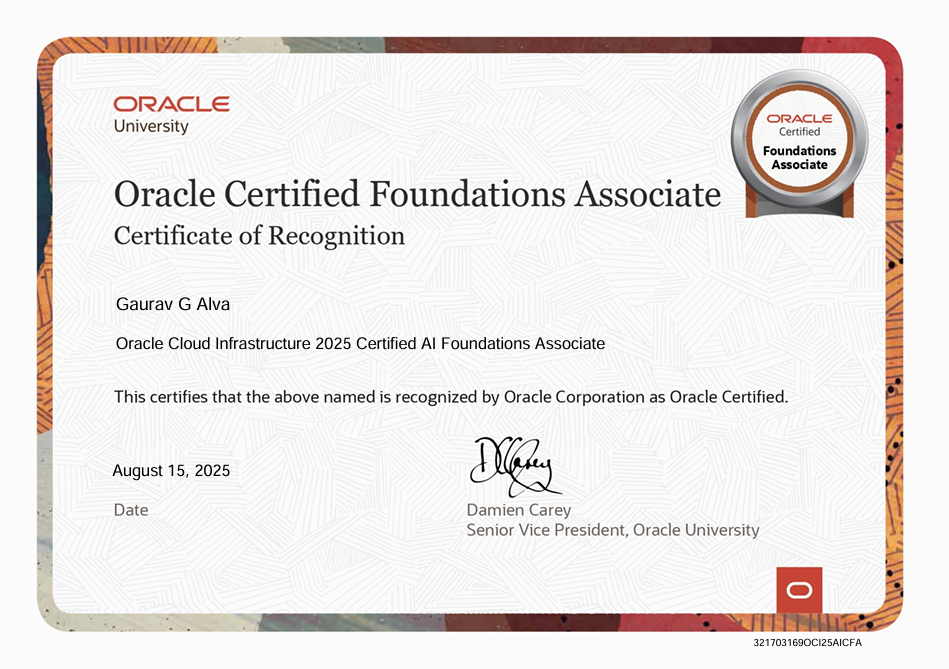 ORACLE
University
ORACLE
Certified
Foundations
Associate
Oracle Certified Foundations Associate
Certificate of Recognition
Gaurav G Alva
Oracle Cloud Infrastructure 2025 Certified AI Foundations Associate
This certifies that the above named is recognized by Oracle Corporation as Oracle Certified.
August 15, 2025
Date
DCCarey
Damien Carey
Senior Vice President, Oracle University
321703169OCI25AICFA